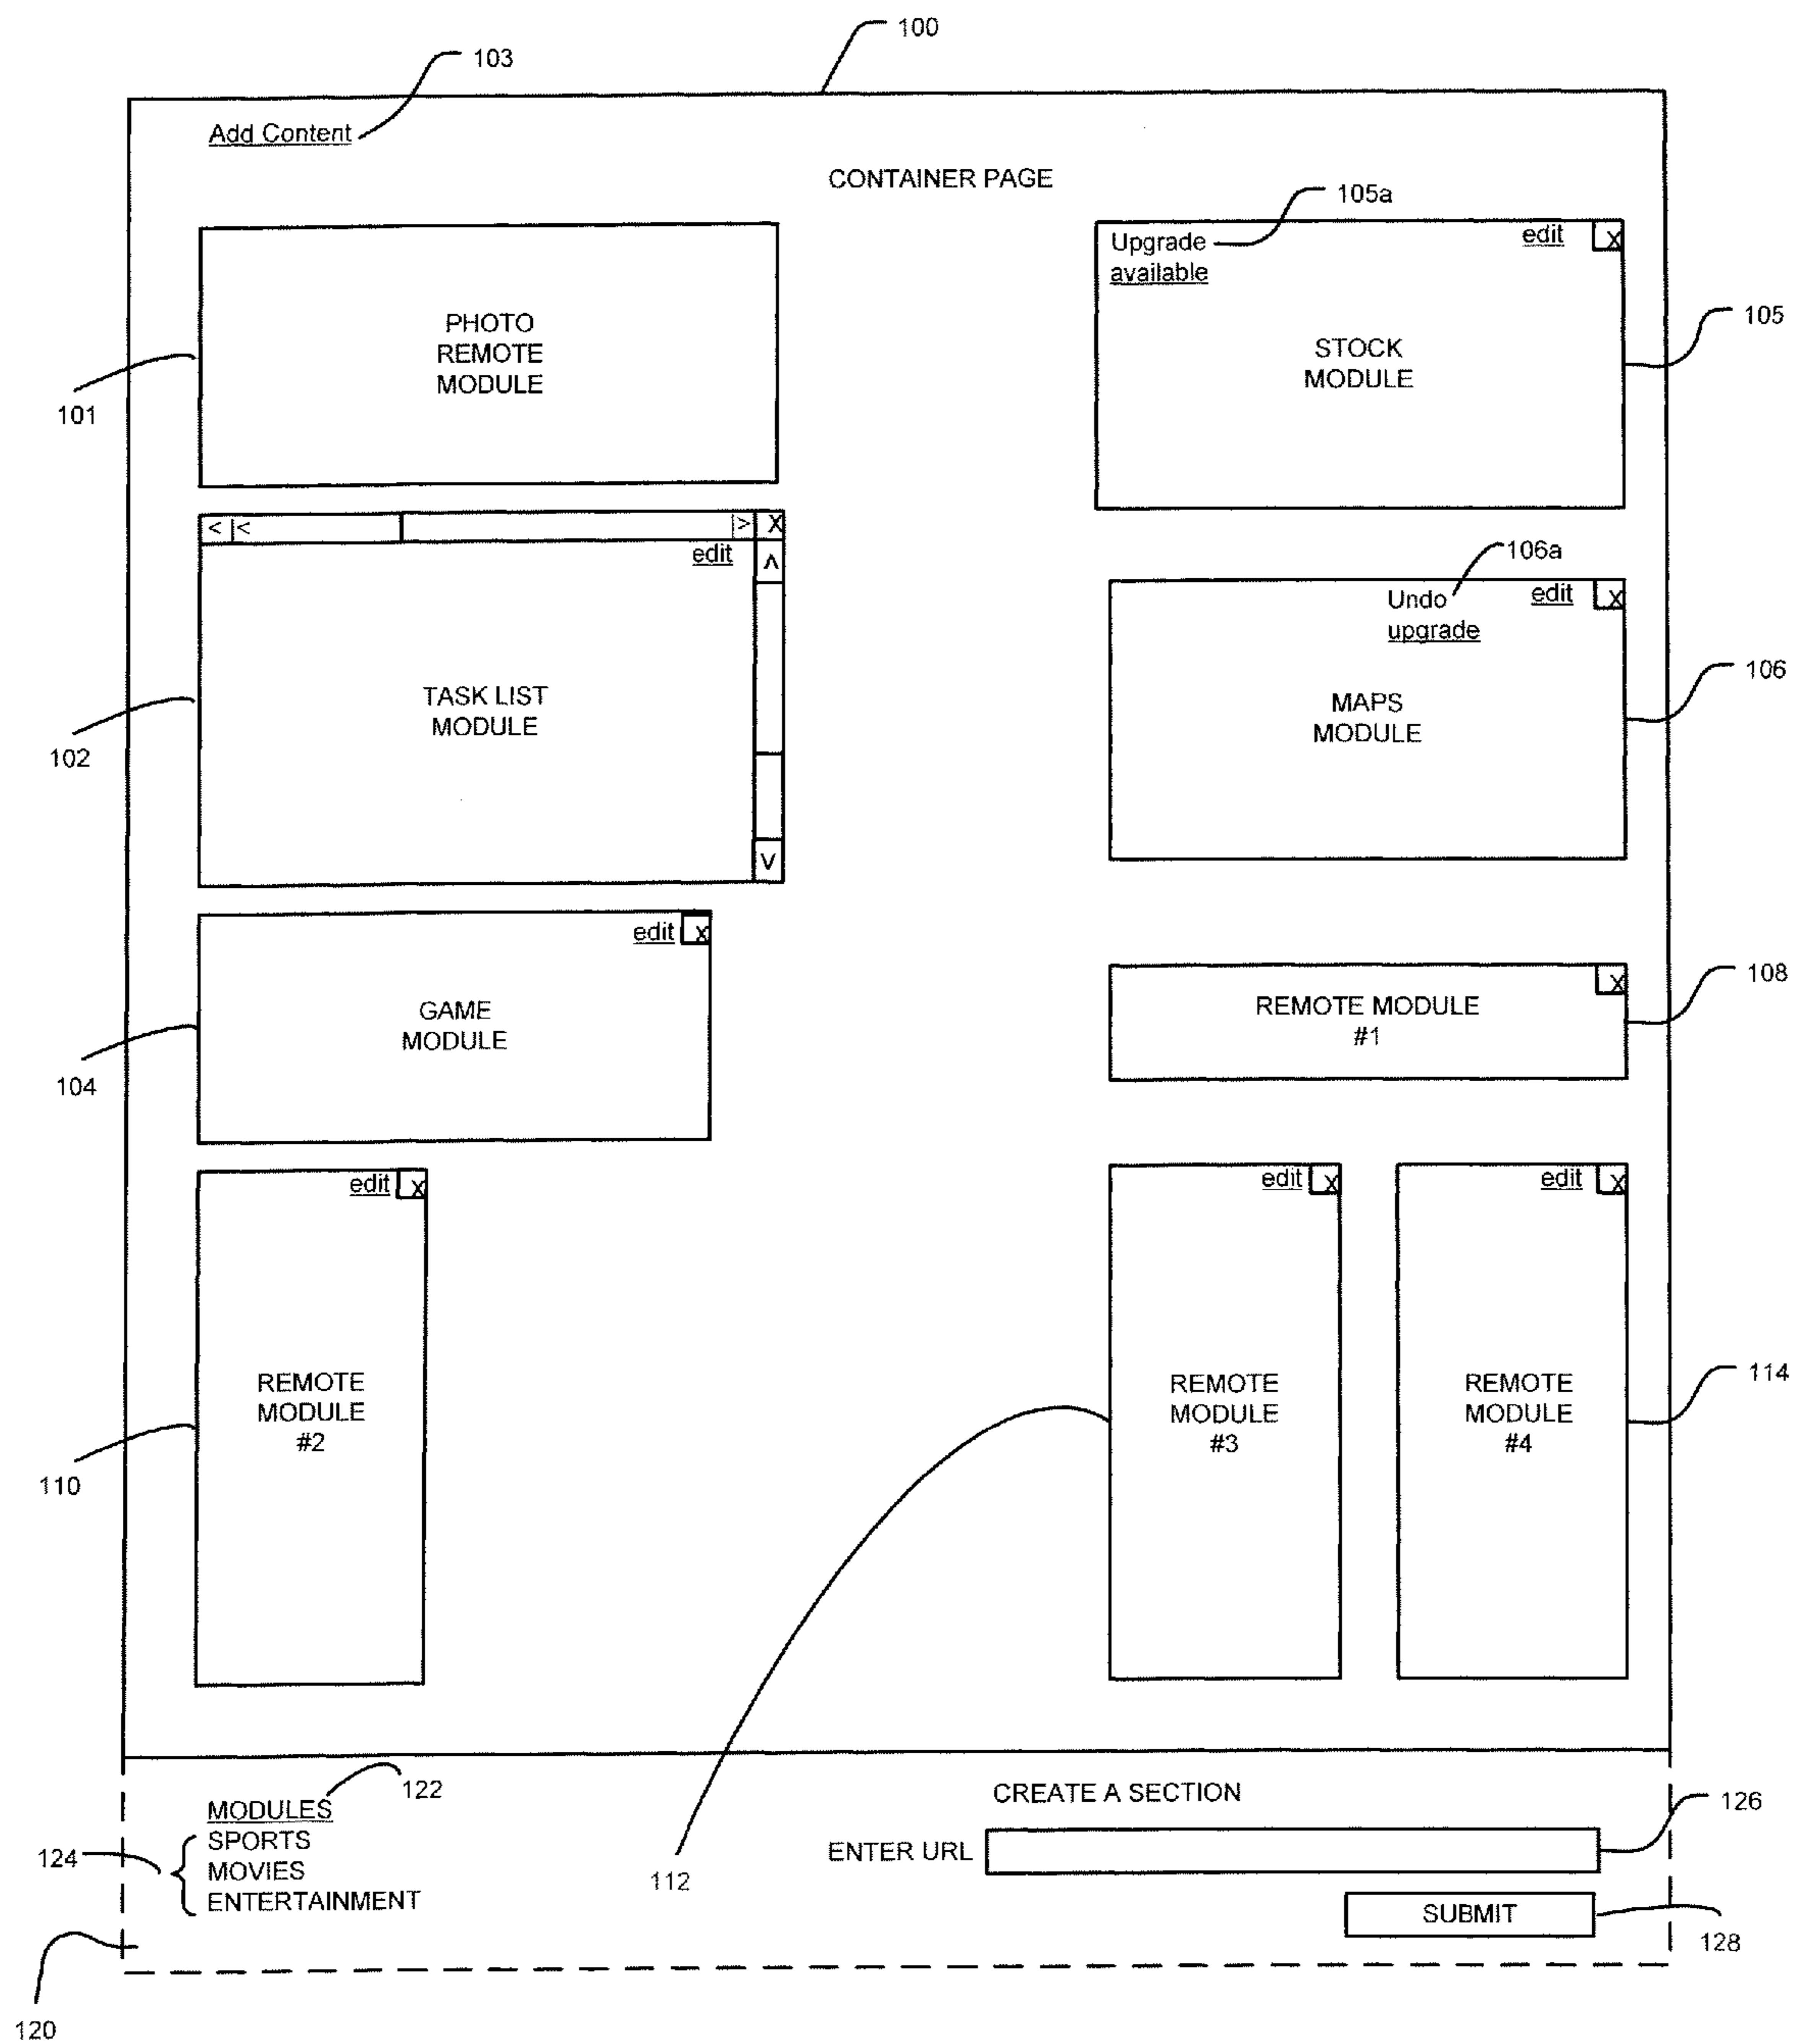 100
103
Add Content
CONTAINER PAGE
105a
PHOTO
REMOTE
MODULE
101
Upgrade
available
edit
X
STOCK
MODULE
105
<
<
>
X
edit
^
TASK LIST
MODULE
v
102
106a
Undo
upgrade
edit
X
MAPS
MODULE
106
edit
X
GAME
MODULE
104
X
REMOTE MODULE
#1
108
edit
X
REMOTE
MODULE
#2
110
edit
X
REMOTE
MODULE
#3
112
edit
X
REMOTE
MODULE
#4
114
122
MODULES
124
SPORTS
MOVIES
ENTERTAINMENT
CREATE A SECTION
ENTER URL
126
SUBMIT
128
120